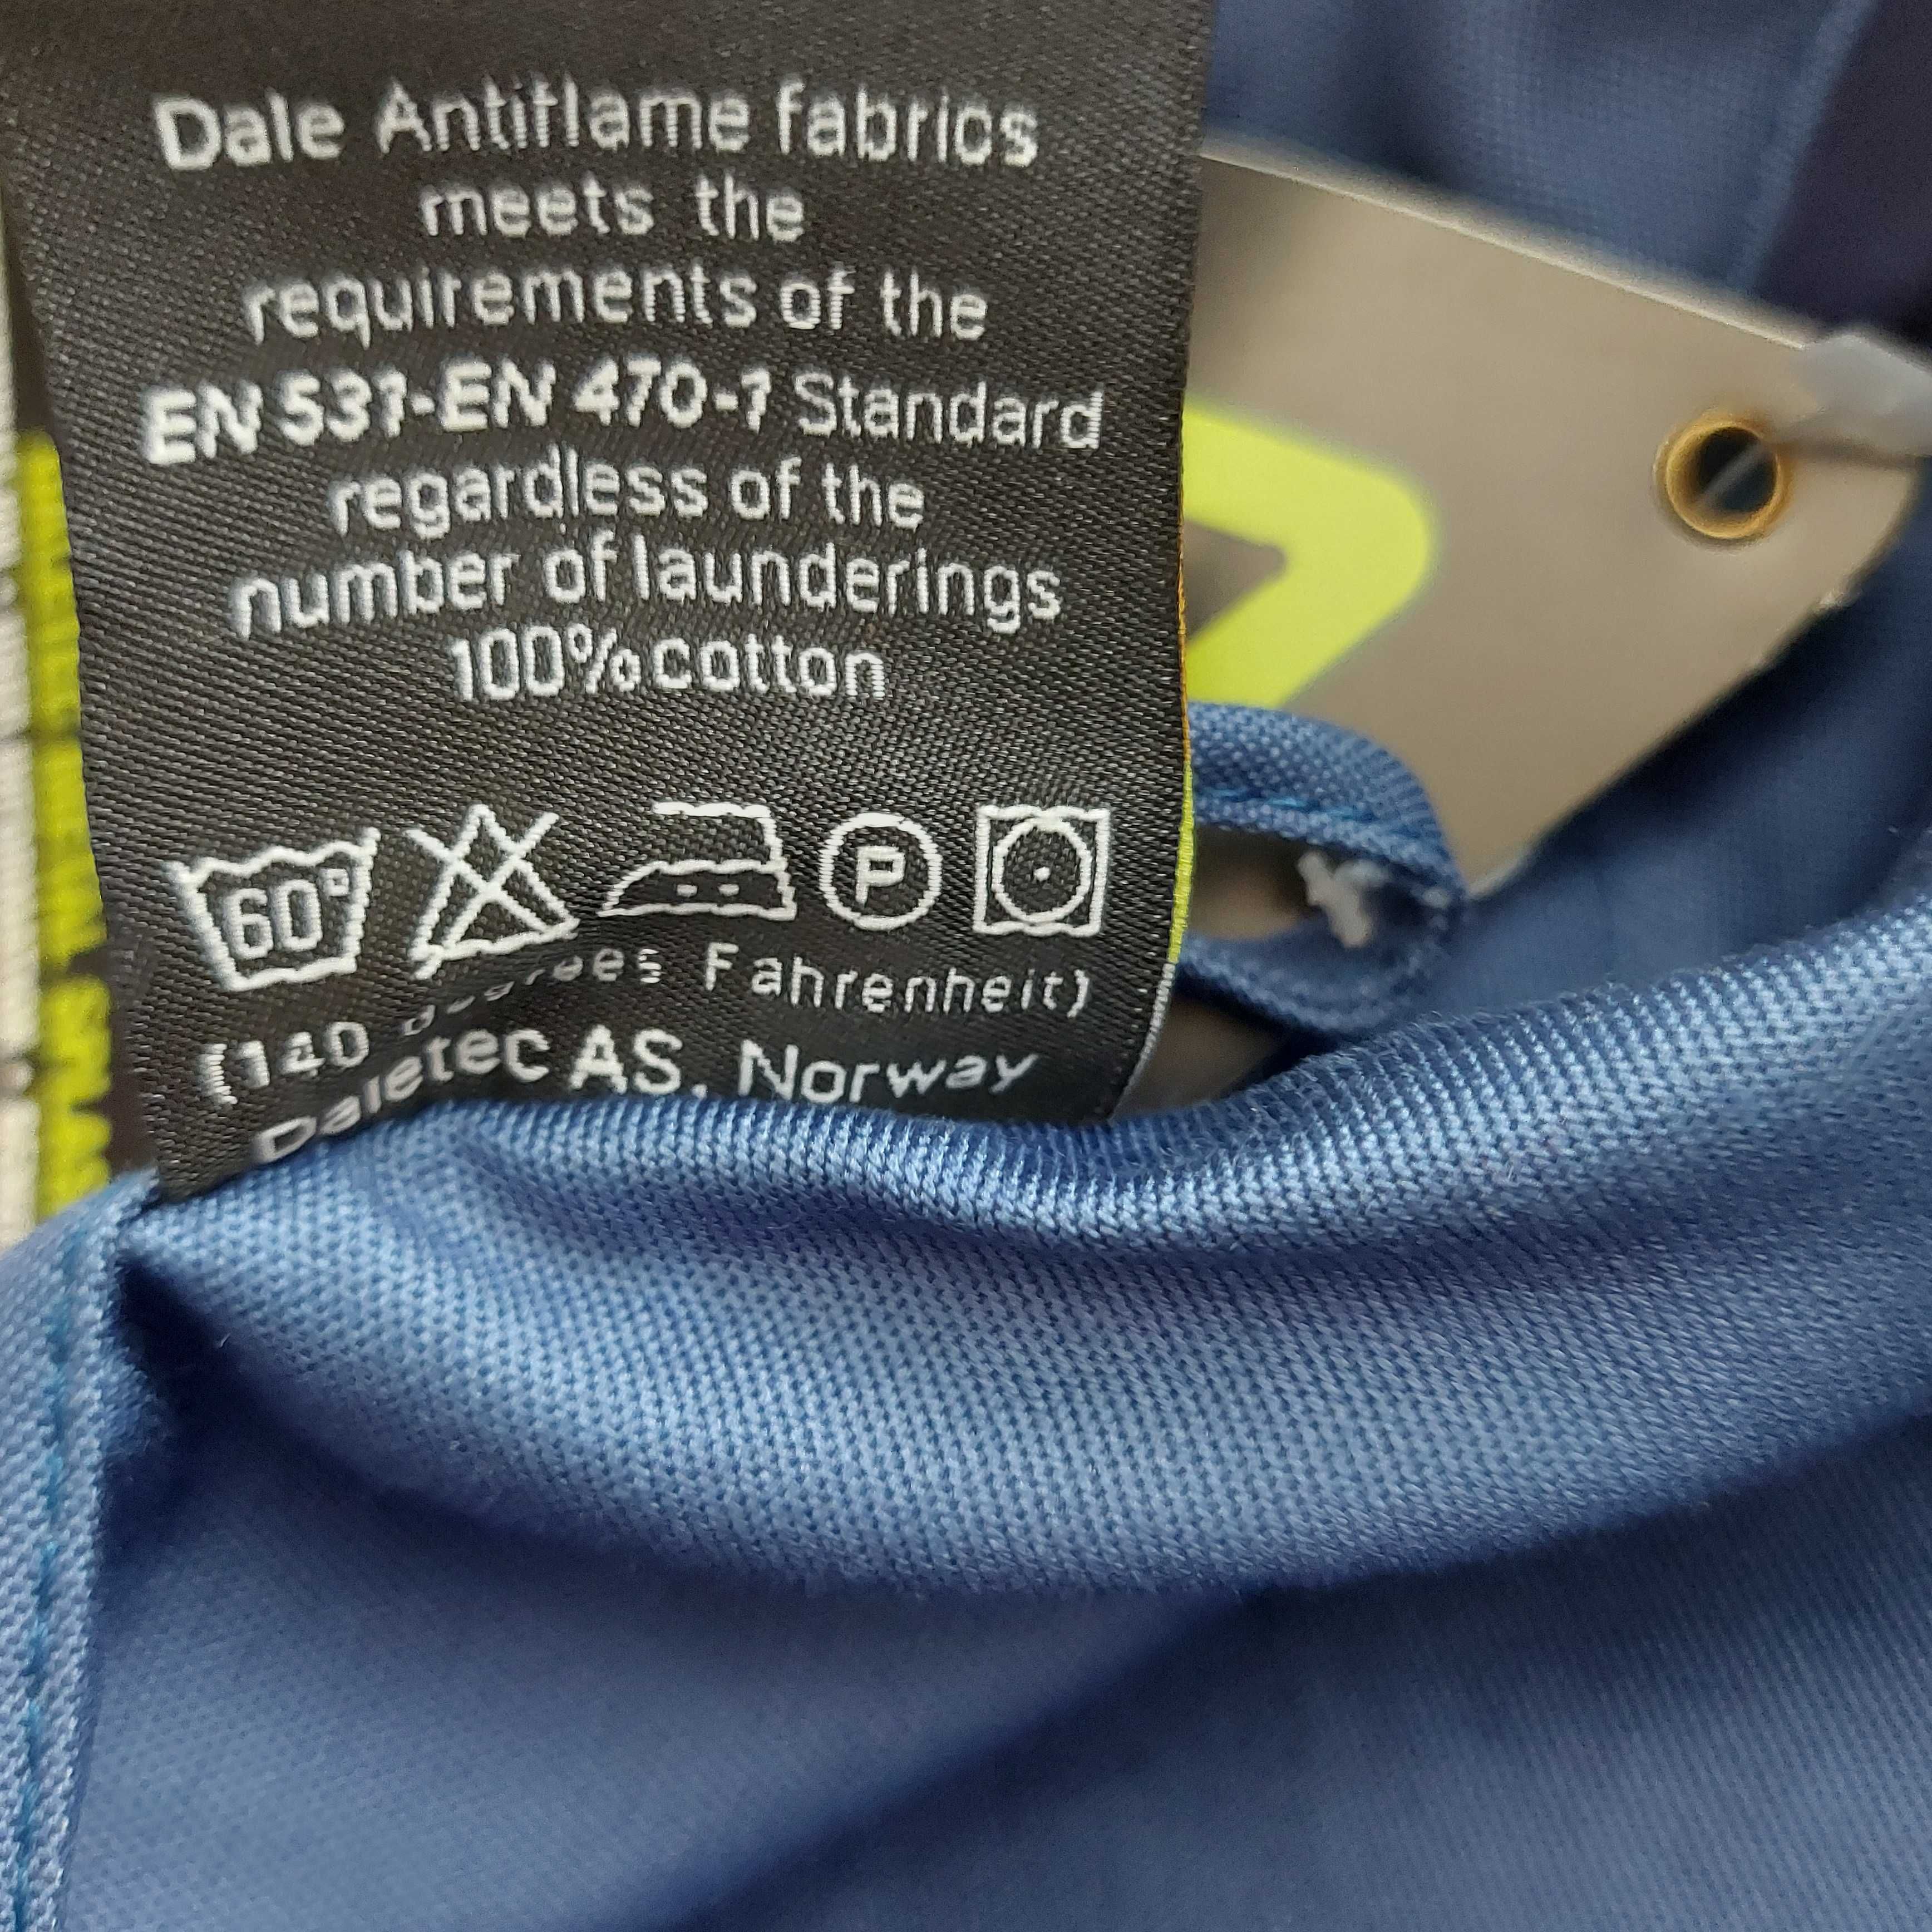 Dale Antiflame fabrics
meets the
requirements of the
EN 531-EN 470-1 Standard
regardless of the
number of launderings
100% cotton
60°
P
(140 degrees Fahrenheit)
Daletec AS, Norway